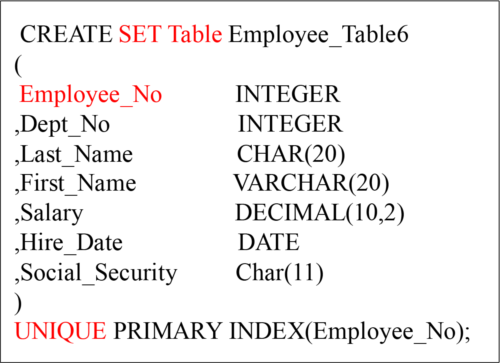 CREATE SET Table Employee_Table6
(
Employee_No INTEGER
,Dept_No INTEGER
,Last_Name CHAR(20)
,First_Name VARCHAR(20)
,Salary DECIMAL(10,2)
,Hire_Date DATE
,Social_Security Char(11)
)
UNIQUE PRIMARY INDEX(Employee_No);